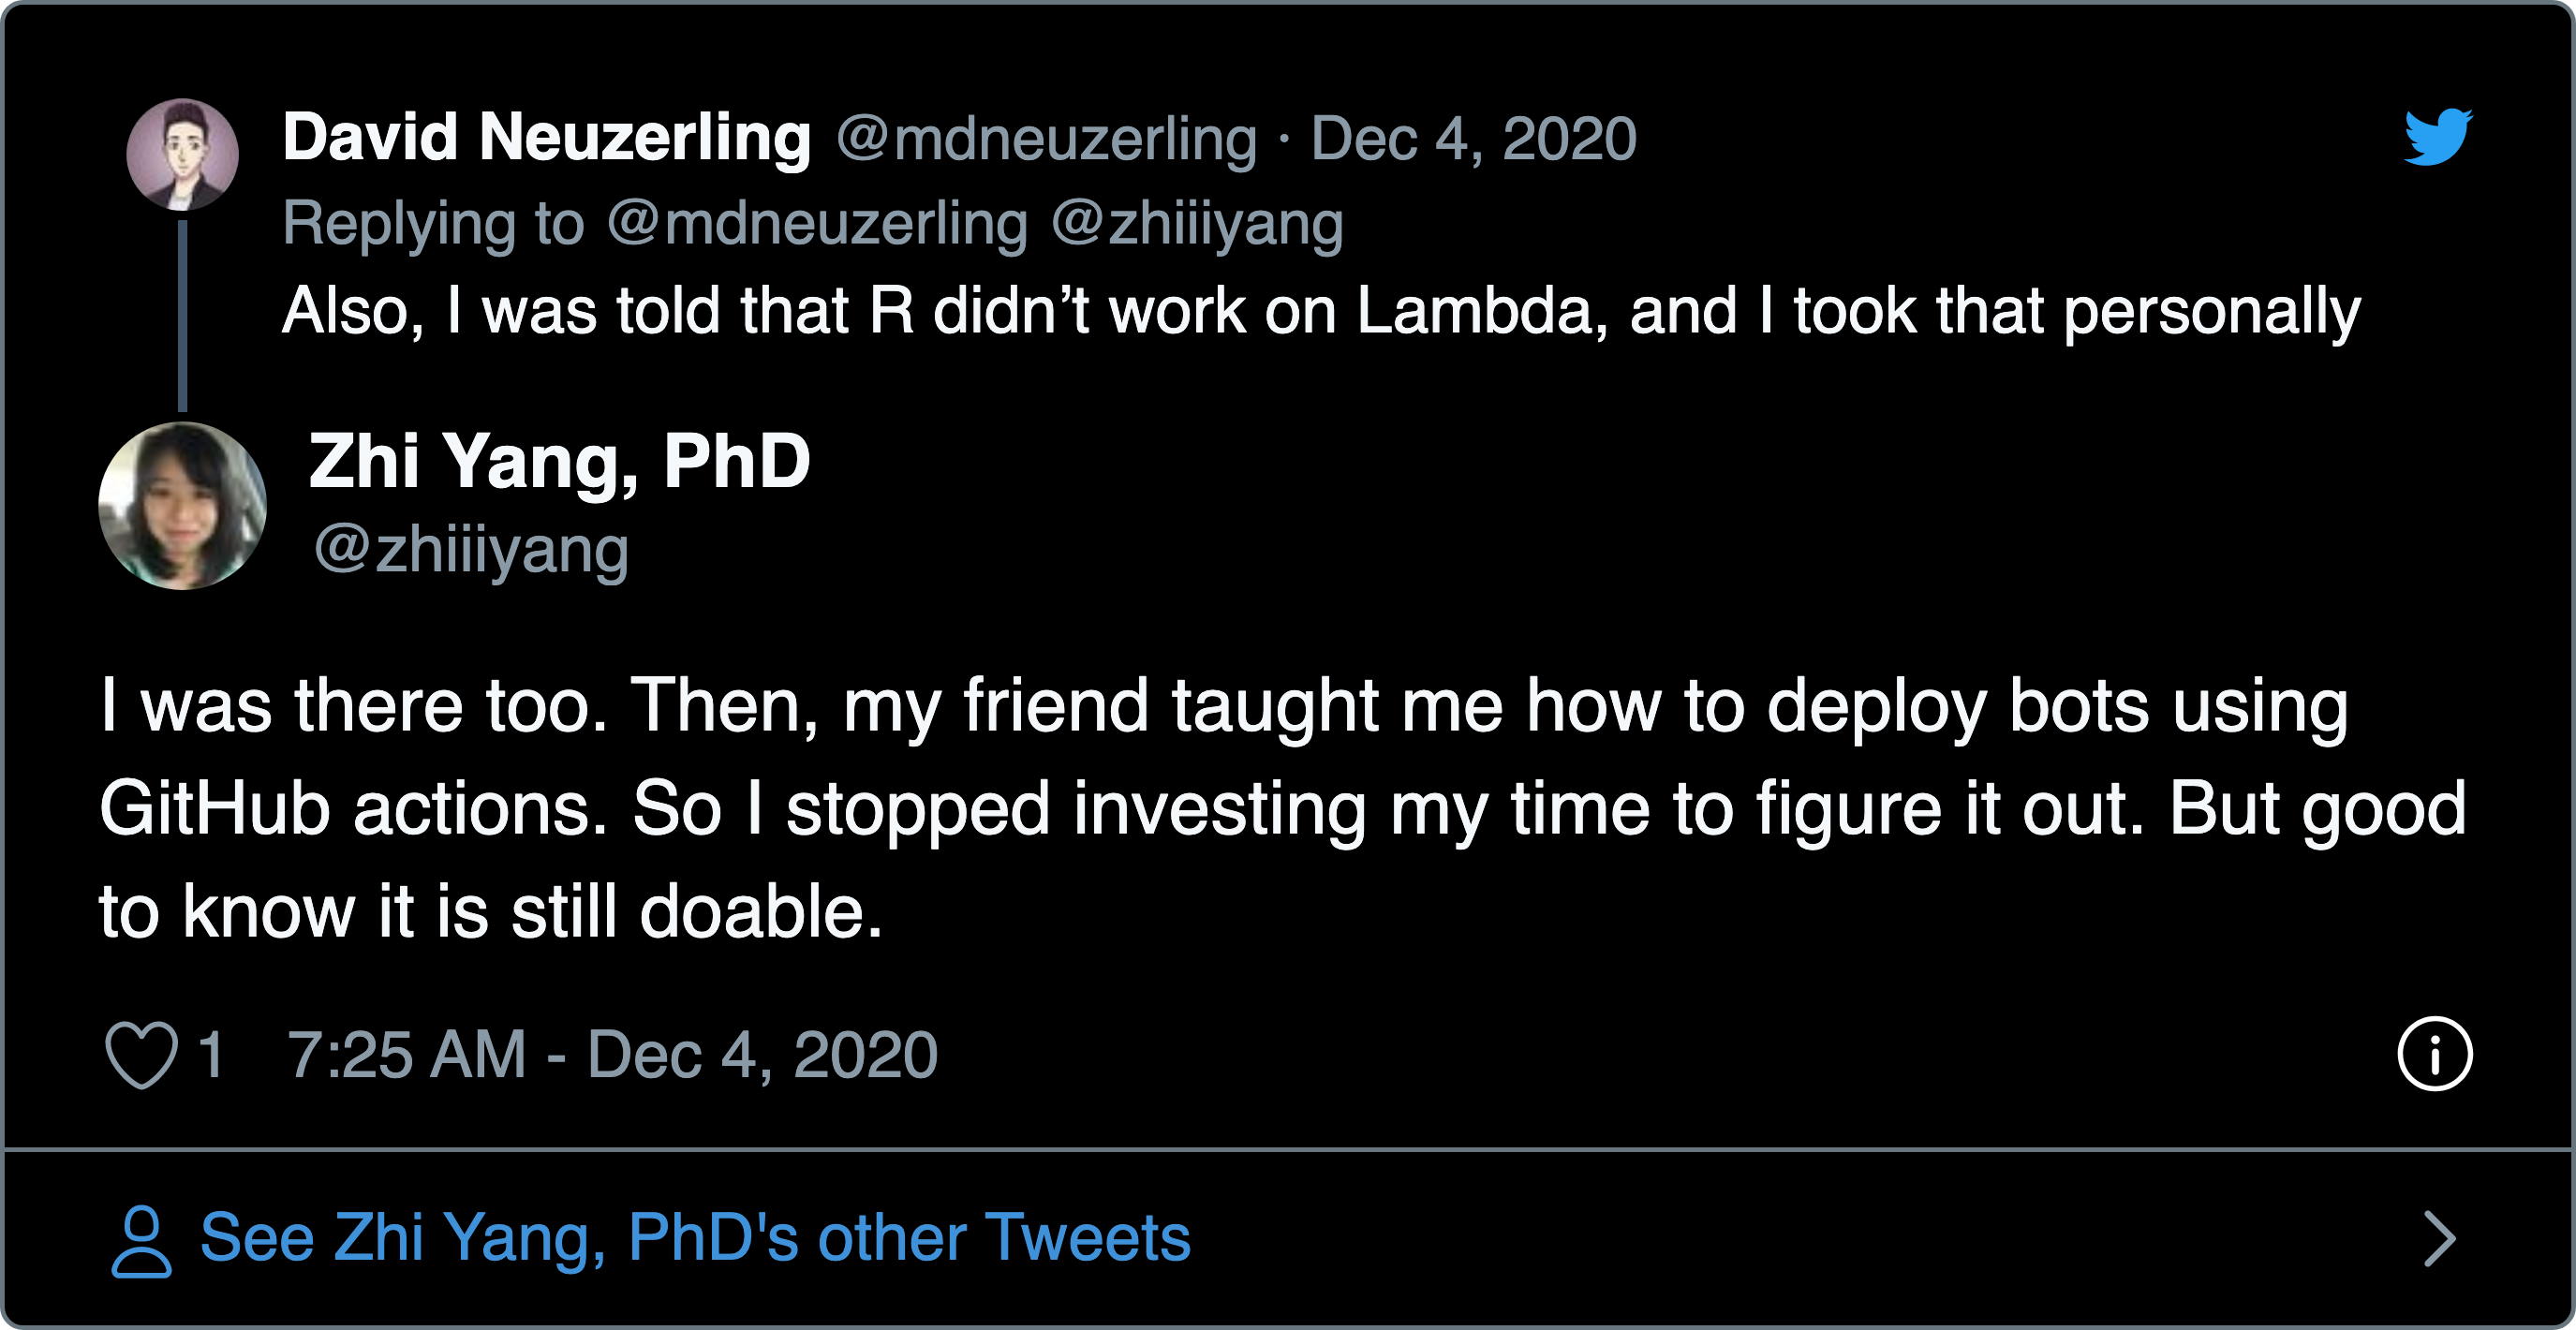 David Neuzerling @mdneuzerling · Dec 4, 2020
Replying to @mdneuzerling @zhiiiyang
Also, I was told that R didn’t work on Lambda, and I took that personally
Zhi Yang, PhD
@zhiiiyang
I was there too. Then, my friend taught me how to deploy bots using
GitHub actions. So I stopped investing my time to figure it out. But good
to know it is still doable.
1 7:25 AM - Dec 4, 2020
See Zhi Yang, PhD's other Tweets